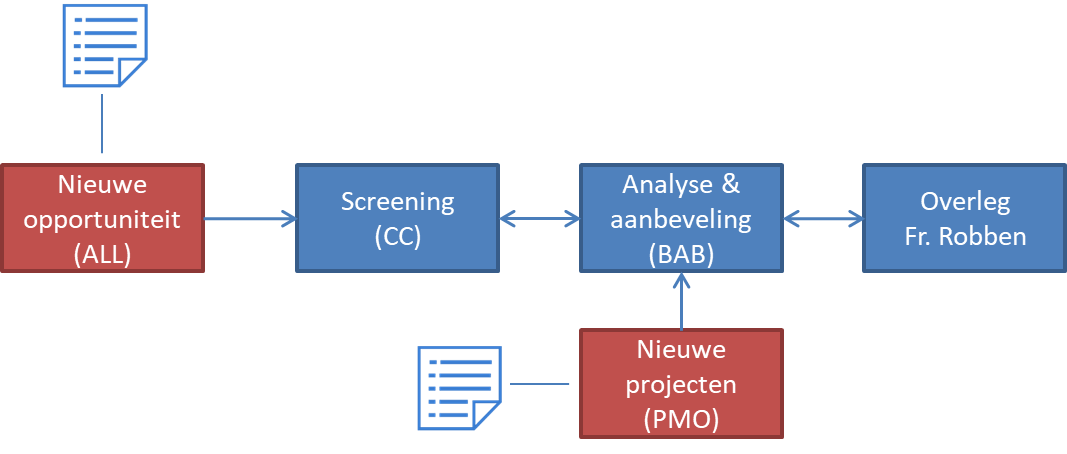 Nieuwe
opportuniteit
(ALL)
Screening
(CC)
Analyse &
aanbeveling
(BAB)
Overleg
Fr. Robben
Nieuwe
projecten
(PMO)